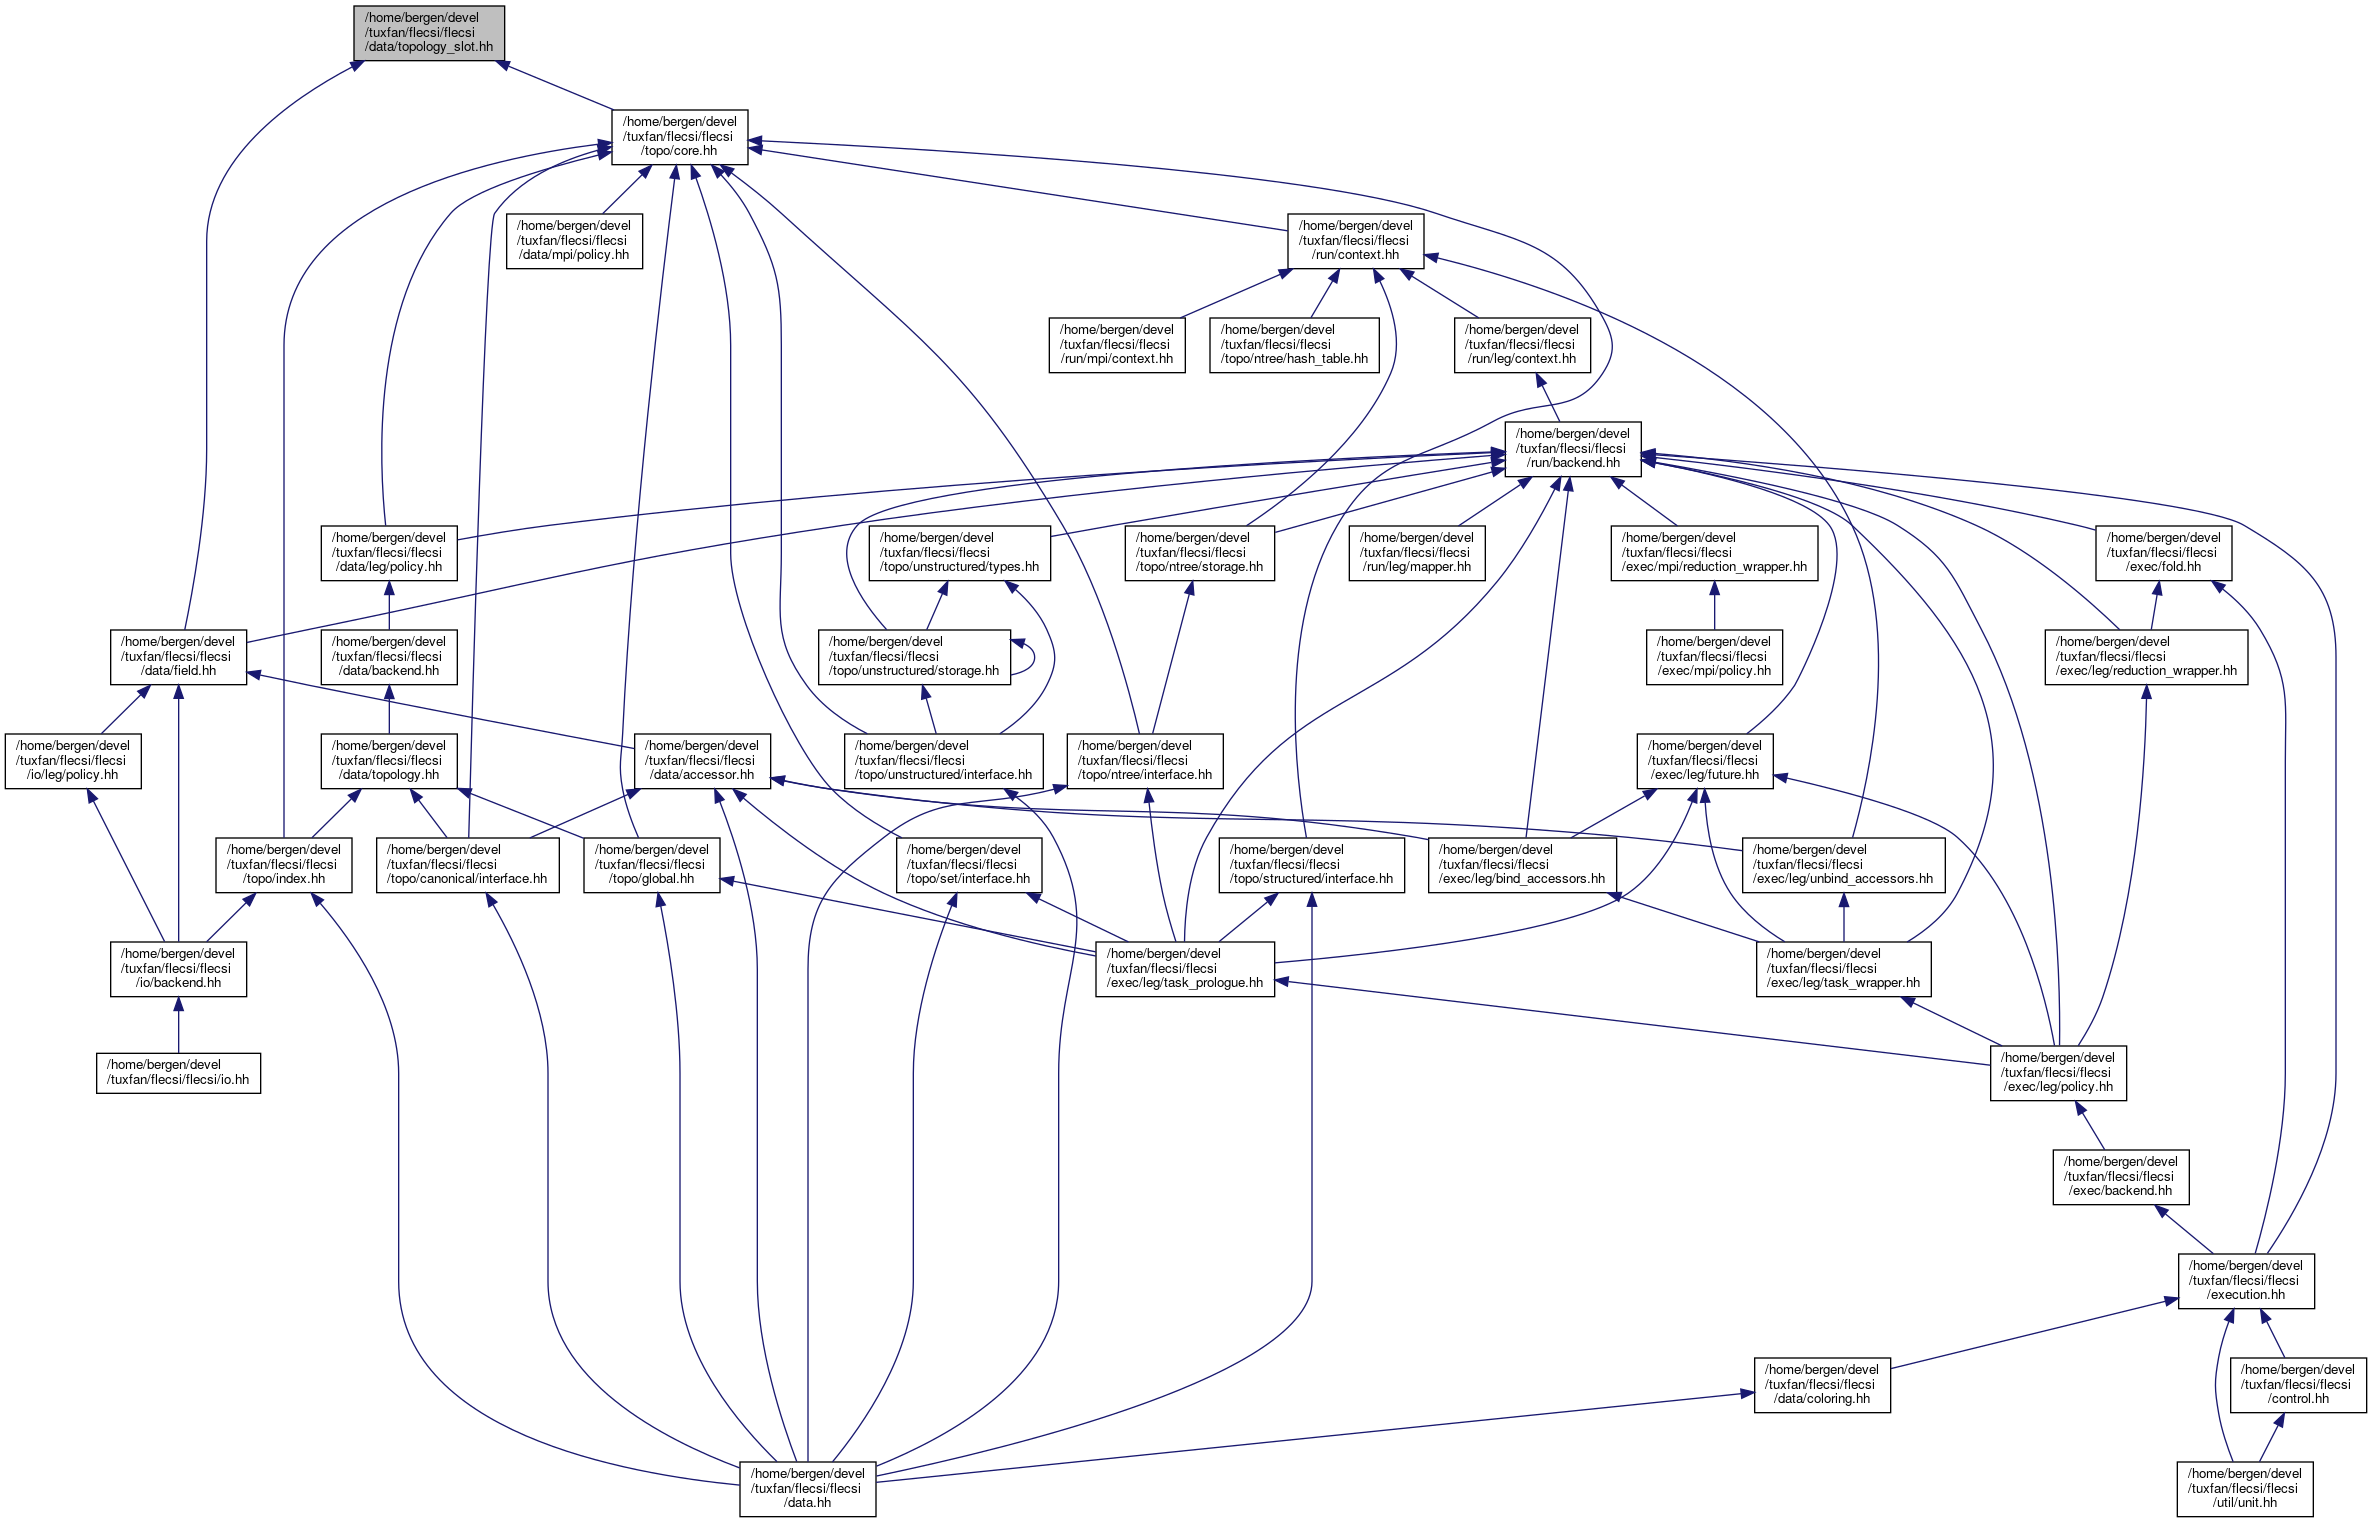 /home/bergen/devel
/tuxfan/flecsi/flecsi
/data/topology_slot.hh
/home/bergen/devel
/tuxfan/flecsi/flecsi
/topo/core.hh
/home/bergen/devel
/tuxfan/flecsi/flecsi
/data/mpi/policy.hh
/home/bergen/devel
/tuxfan/flecsi/flecsi
/run/context.hh
/home/bergen/devel
/tuxfan/flecsi/flecsi
/run/mpi/context.hh
/home/bergen/devel
/tuxfan/flecsi/flecsi
/topo/ntree/hash_table.hh
/home/bergen/devel
/tuxfan/flecsi/flecsi
/run/leg/context.hh
/home/bergen/devel
/tuxfan/flecsi/flecsi
/run/backend.hh
/home/bergen/devel
/tuxfan/flecsi/flecsi
/data/leg/policy.hh
/home/bergen/devel
/tuxfan/flecsi/flecsi
/topo/unstructured/types.hh
/home/bergen/devel
/tuxfan/flecsi/flecsi
/topo/ntree/storage.hh
/home/bergen/devel
/tuxfan/flecsi/flecsi
/run/leg/mapper.hh
/home/bergen/devel
/tuxfan/flecsi/flecsi
/exec/mpi/reduction_wrapper.hh
/home/bergen/devel
/tuxfan/flecsi/flecsi
/exec/fold.hh
/home/bergen/devel
/tuxfan/flecsi/flecsi
/data/field.hh
/home/bergen/devel
/tuxfan/flecsi/flecsi
/data/backend.hh
/home/bergen/devel
/tuxfan/flecsi/flecsi
/topo/unstructured/storage.hh
/home/bergen/devel
/tuxfan/flecsi/flecsi
/exec/mpi/policy.hh
/home/bergen/devel
/tuxfan/flecsi/flecsi
/exec/leg/reduction_wrapper.hh
/home/bergen/devel
/tuxfan/flecsi/flecsi
/io/leg/policy.hh
/home/bergen/devel
/tuxfan/flecsi/flecsi
/data/topology.hh
/home/bergen/devel
/tuxfan/flecsi/flecsi
/data/accessor.hh
/home/bergen/devel
/tuxfan/flecsi/flecsi
/topo/unstructured/interface.hh
/home/bergen/devel
/tuxfan/flecsi/flecsi
/topo/ntree/interface.hh
/home/bergen/devel
/tuxfan/flecsi/flecsi
/exec/leg/future.hh
/home/bergen/devel
/tuxfan/flecsi/flecsi
/topo/index.hh
/home/bergen/devel
/tuxfan/flecsi/flecsi
/topo/canonical/interface.hh
/home/bergen/devel
/tuxfan/flecsi/flecsi
/topo/global.hh
/home/bergen/devel
/tuxfan/flecsi/flecsi
/topo/set/interface.hh
/home/bergen/devel
/tuxfan/flecsi/flecsi
/topo/structured/interface.hh
/home/bergen/devel
/tuxfan/flecsi/flecsi
/exec/leg/bind_accessors.hh
/home/bergen/devel
/tuxfan/flecsi/flecsi
/exec/leg/unbind_accessors.hh
/home/bergen/devel
/tuxfan/flecsi/flecsi
/io/backend.hh
/home/bergen/devel
/tuxfan/flecsi/flecsi
/exec/leg/task_prologue.hh
/home/bergen/devel
/tuxfan/flecsi/flecsi
/exec/leg/task_wrapper.hh
/home/bergen/devel
/tuxfan/flecsi/flecsi/io.hh
/home/bergen/devel
/tuxfan/flecsi/flecsi
/exec/leg/policy.hh
/home/bergen/devel
/tuxfan/flecsi/flecsi
/exec/backend.hh
/home/bergen/devel
/tuxfan/flecsi/flecsi
/execution.hh
/home/bergen/devel
/tuxfan/flecsi/flecsi
/data/coloring.hh
/home/bergen/devel
/tuxfan/flecsi/flecsi
/control.hh
/home/bergen/devel
/tuxfan/flecsi/flecsi
/data.hh
/home/bergen/devel
/tuxfan/flecsi/flecsi
/util/unit.hh